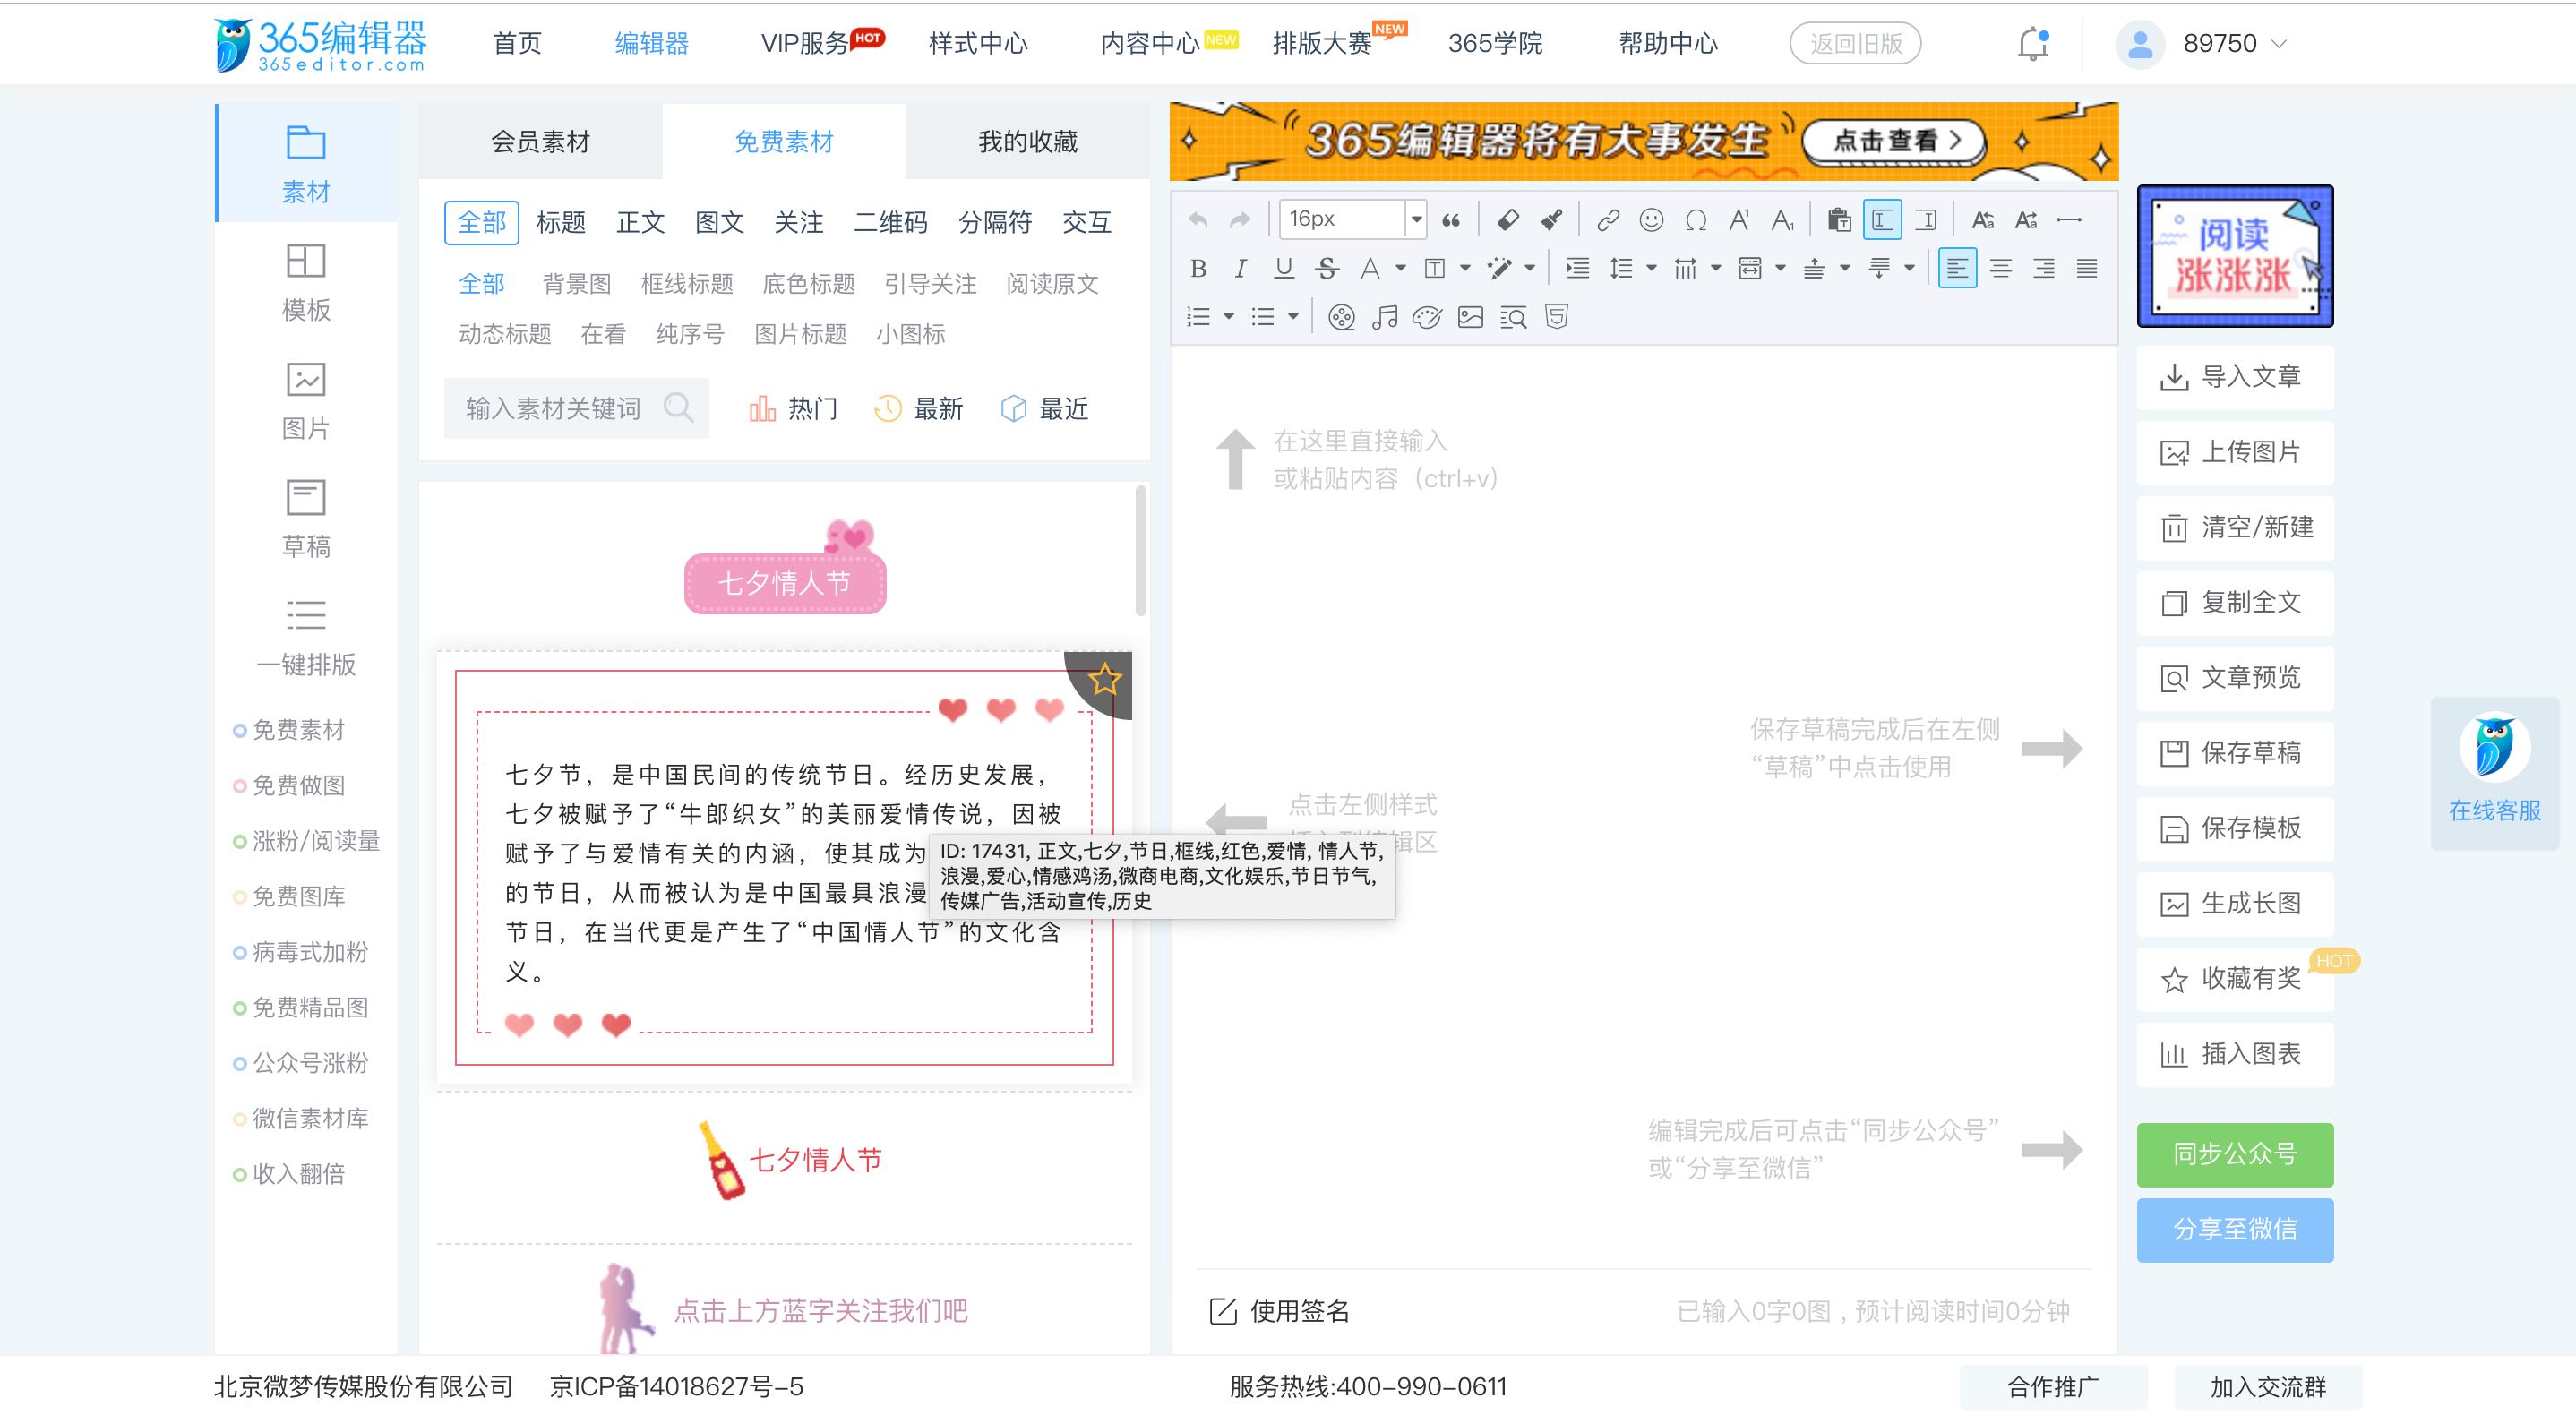 365编辑器
365editor.com
首页
编辑器
VIP服务 HOT
样式中心
内容中心 NEW
排版大赛 NEW
365学院
帮助中心
返回旧版
89750
素材
模板
图片
草稿
一键排版
免费素材
免费做图
涨粉/阅读量
免费图库
病毒式加粉
免费精品图
公众号涨粉
微信素材库
收入翻倍
会员素材
免费素材
我的收藏
全部 标题 正文 图文 关注 二维码 分隔符 交互
全部 背景图 框线标题 底色标题 引导关注 阅读原文
动态标题 在看 纯序号 图片标题 小图标
输入素材关键词
热门
最新
最近
七夕情人节
七夕节，是中国民间的传统节日。经历史发展，
七夕被赋予了“牛郎织女”的美丽爱情传说，因被
赋予了与爱情有关的内涵，使其成为
的节日，从而被认为是中国最具浪漫
节日，在当代更是产生了“中国情人节”的文化含
义。
ID: 17431, 正文,七夕,节日,框线,红色,爱情, 情人节,
浪漫,爱心,情感鸡汤,微商电商,文化娱乐,节日节气,
传媒广告,活动宣传,历史
七夕情人节
点击上方蓝字关注我们吧
365编辑器将有大事发生
点击查看 >
16px
在这里直接输入
或粘贴内容（ctrl+v）
保存草稿完成后在左侧
“草稿”中点击使用
点击左侧样式
辑区
编辑完成后可点击“同步公众号”
或“分享至微信”
使用签名
已输入0字0图，预计阅读时间0分钟
阅读
涨涨涨
导入文章
上传图片
清空/新建
复制全文
文章预览
保存草稿
保存模板
生成长图
收藏有奖 HOT
插入图表
同步公众号
分享至微信
在线客服
北京微梦传媒股份有限公司
京ICP备14018627号-5
服务热线:400-990-0611
合作推广
加入交流群